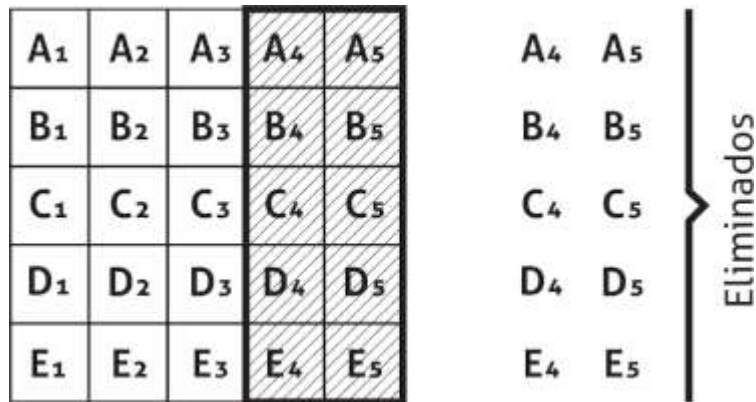 A1 A2 A3 A4 A5 A4 A5
B1 B2 B3 B4 B5 B4 B5
C1 C2 C3 C4 C5 C4 C5
D1 D2 D3 D4 D5 D4 D5
E1 E2 E3 E4 E5 E4 E5
Eliminados